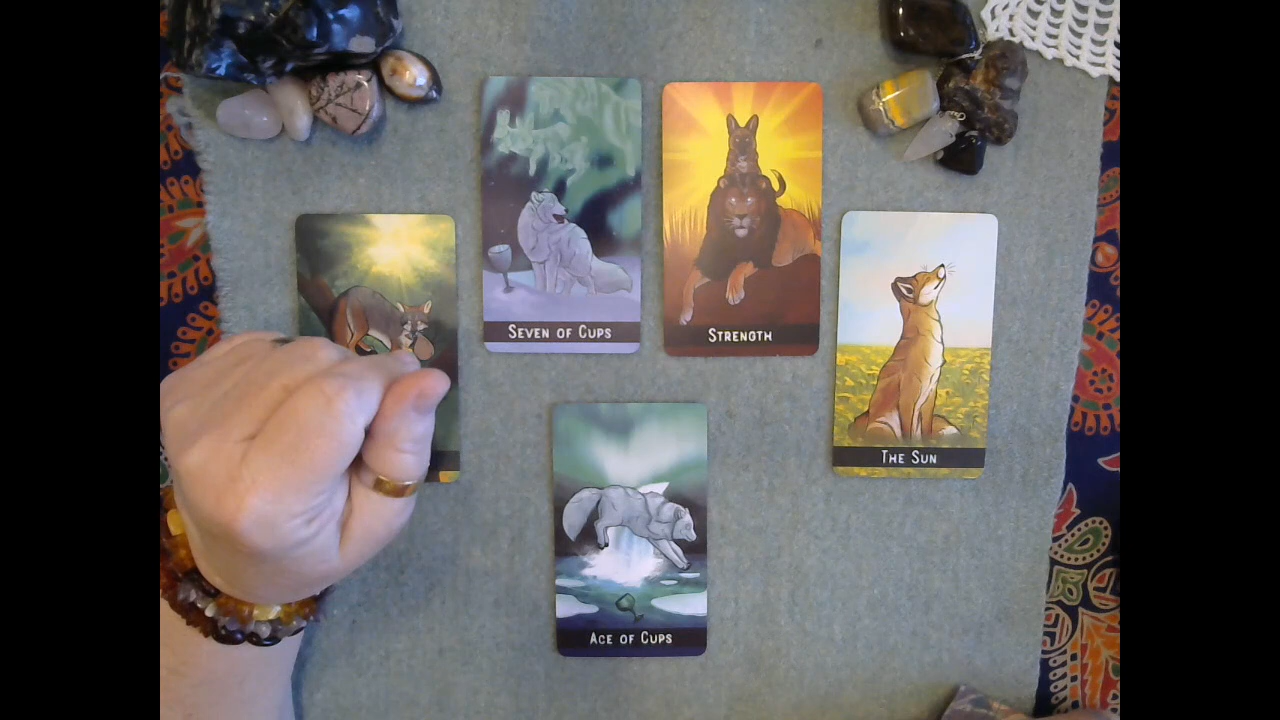 Seven of Cups
Strength
The Sun
Ace of Cups